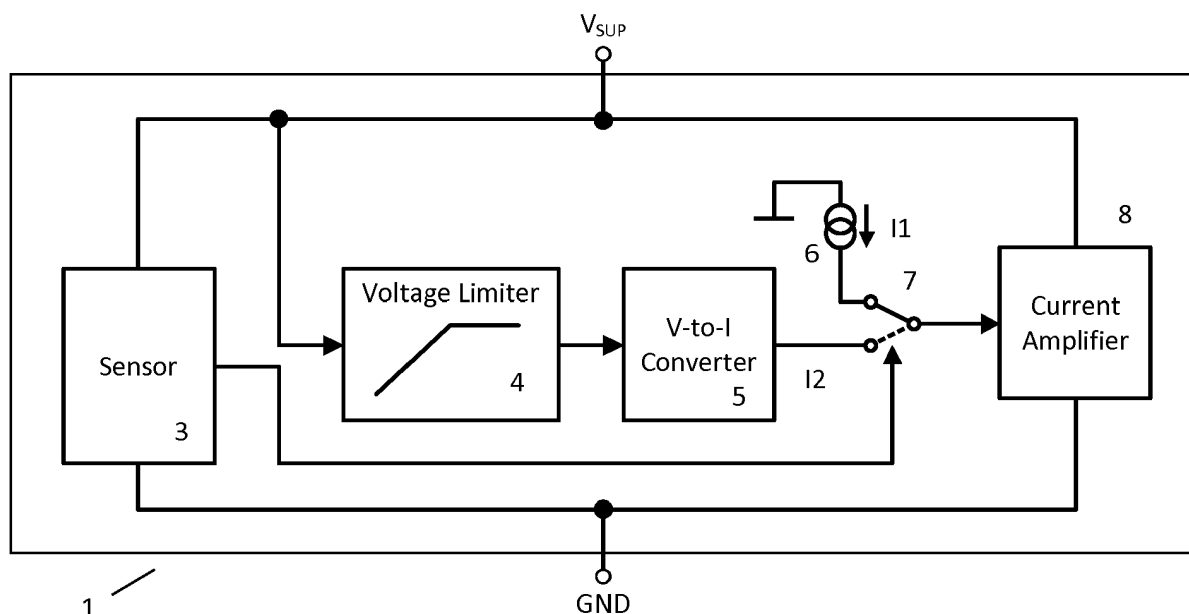 V_SUP
8
I1
6
7
Voltage Limiter
V-to-I
Converter
Current
Amplifier
Sensor
4
5
I2
3
1
GND